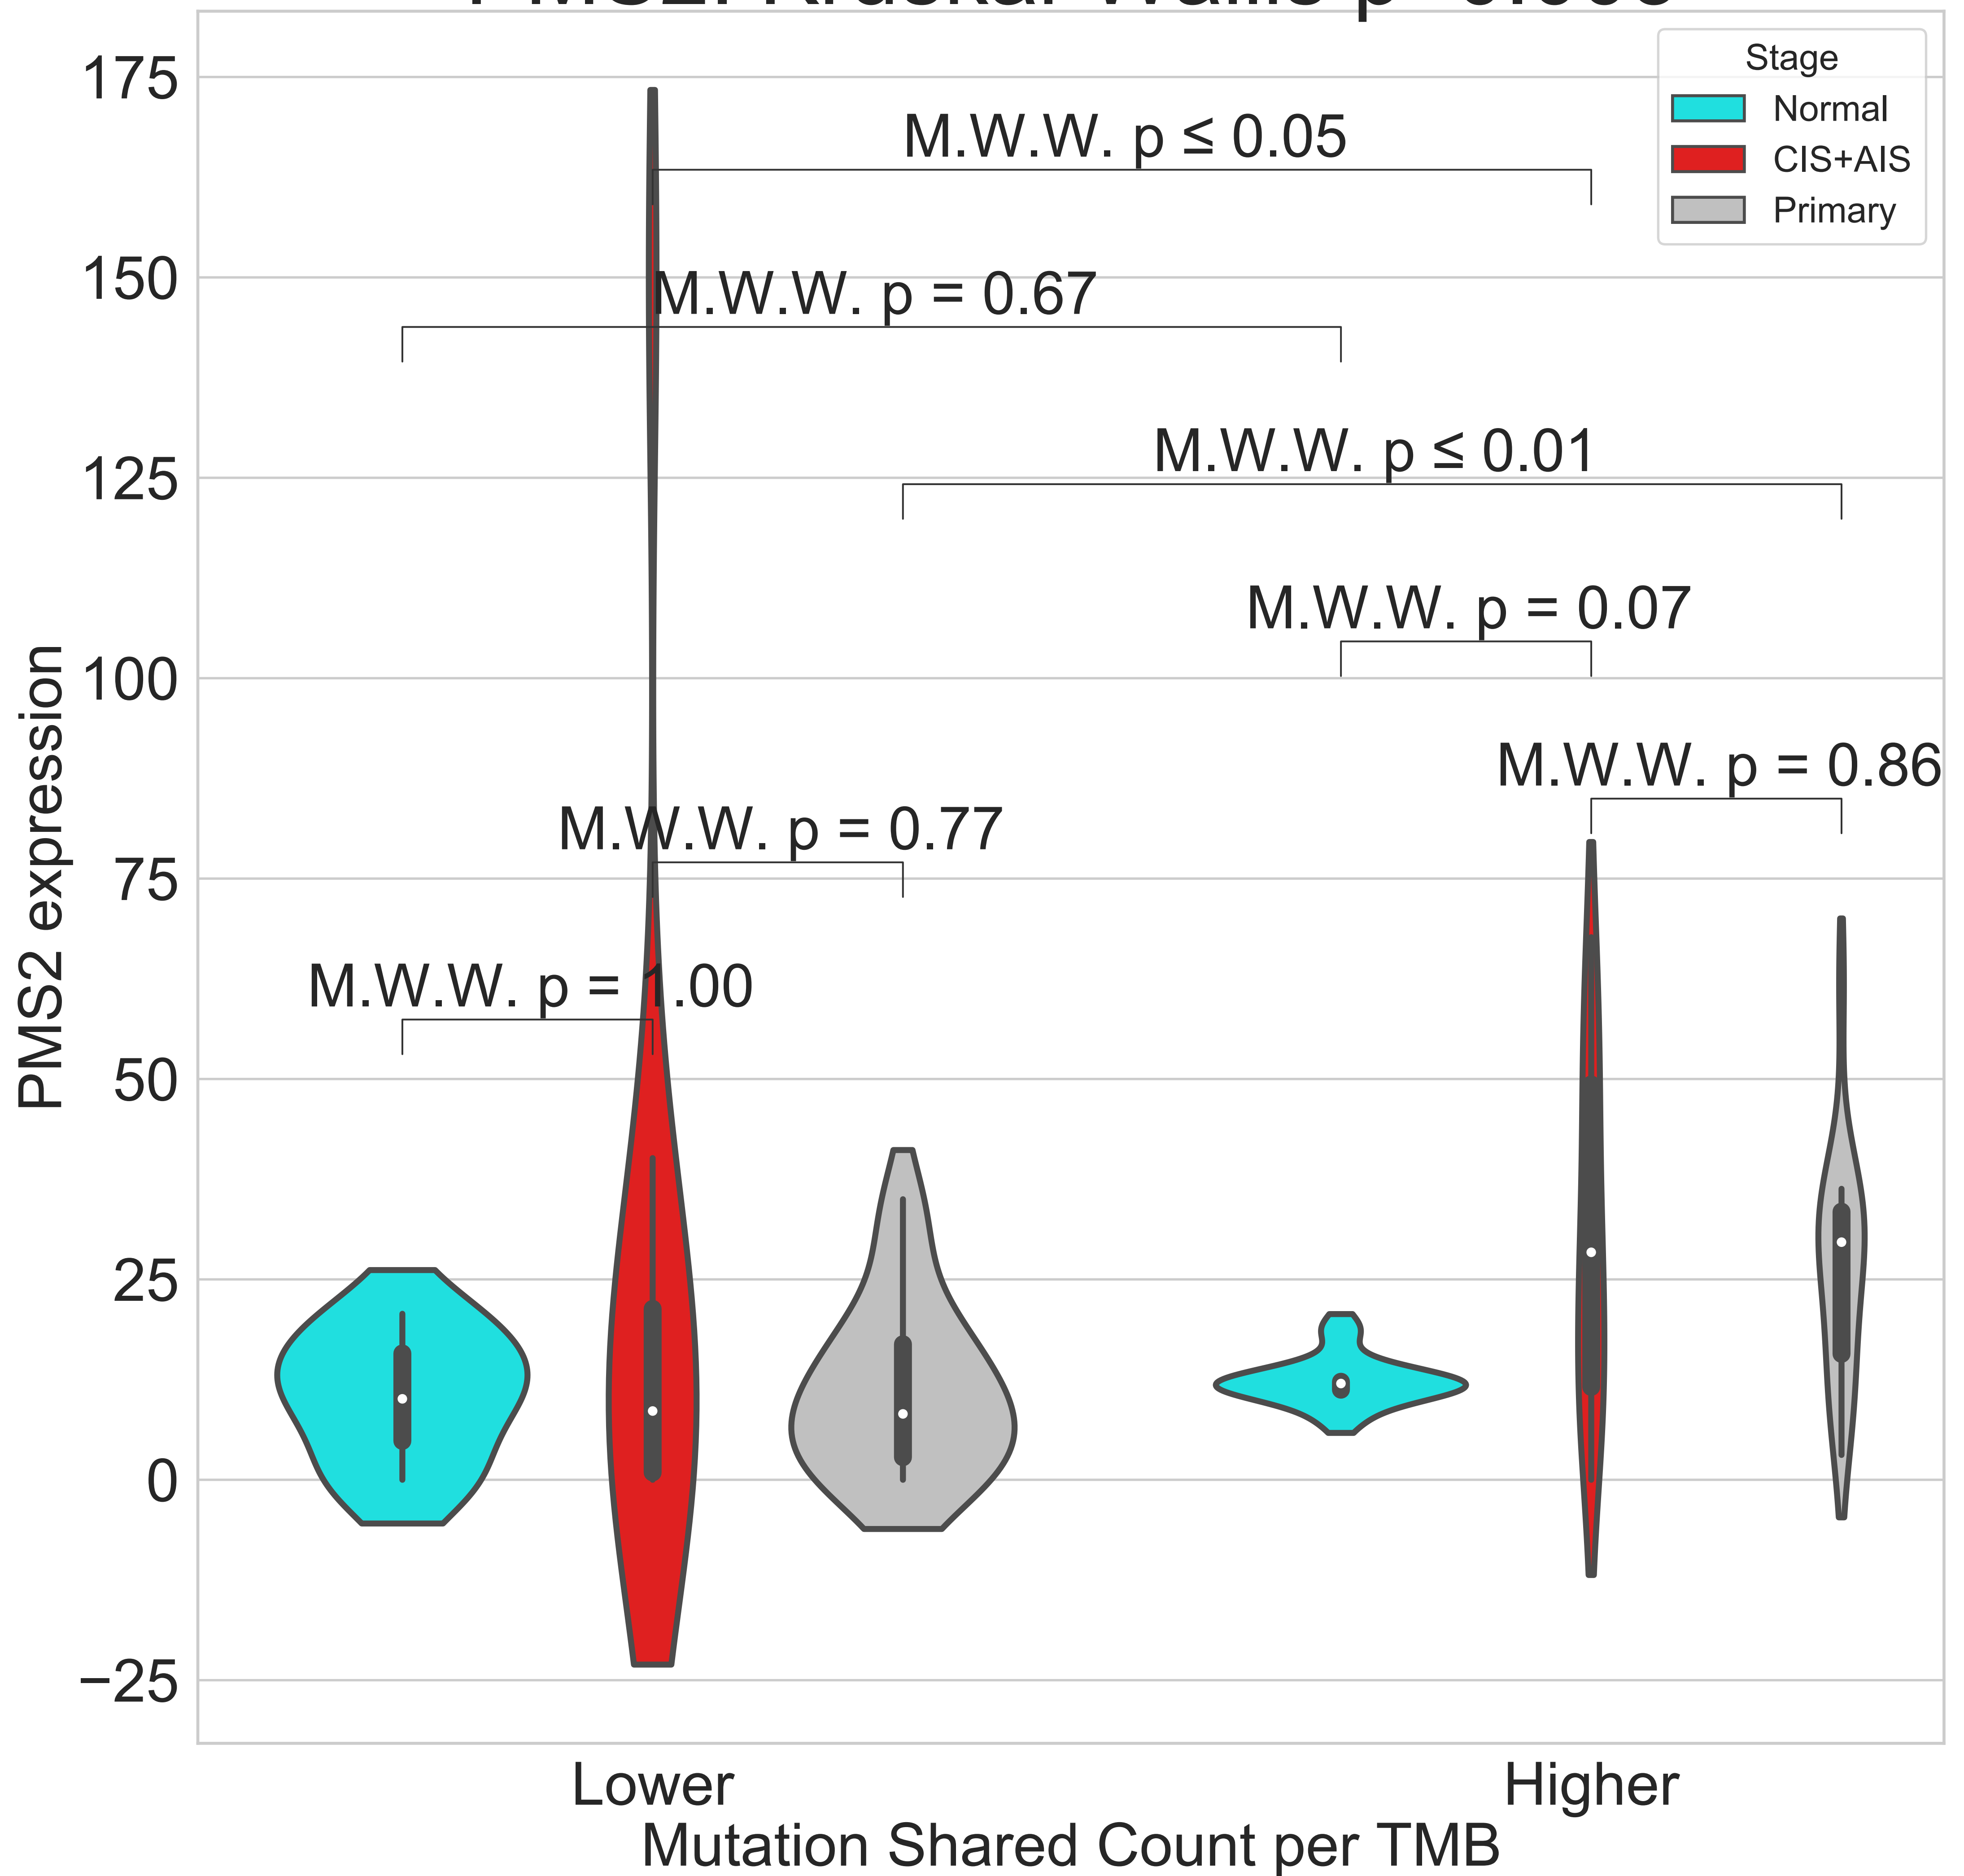 175
150
125
100
75
50
25
0
−25
PMS2 expression
Stage
Normal
CIS+AIS
Primary
M.W.W. p ≤ 0.05
M.W.W. p = 0.67
M.W.W. p ≤ 0.01
M.W.W. p = 0.07
M.W.W. p = 0.86
M.W.W. p = 0.77
M.W.W. p = 1.00
Lower
Higher
Mutation Shared Count per TMB